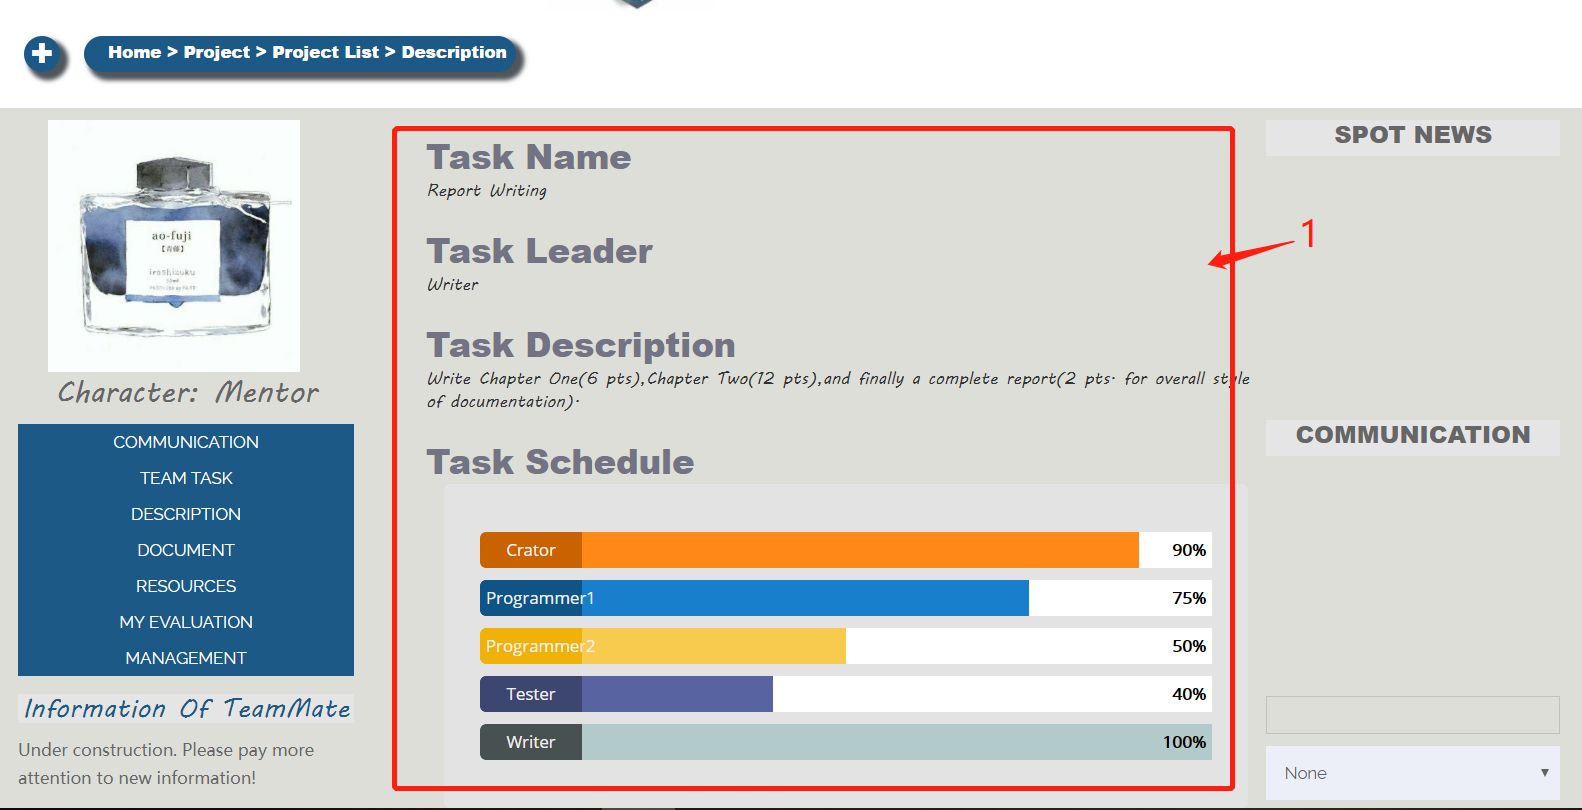 Home > Project > Project List > Description
ao-fuji
iroshizuku
Character: Mentor
COMMUNICATION
TEAM TASK
DESCRIPTION
DOCUMENT
RESOURCES
MY EVALUATION
MANAGEMENT
Information Of TeamMate
Under construction. Please pay more
attention to new information!
Task Name
Report Writing
Task Leader
Writer
Task Description
Write Chapter One(6 pts),Chapter Two(12 pts),and finally a complete report(2 pts. for overall style
of documentation).
Task Schedule
Crator 90%
Programmer1 75%
Programmer2 50%
Tester 40%
Writer 100%
1
SPOT NEWS
COMMUNICATION
None